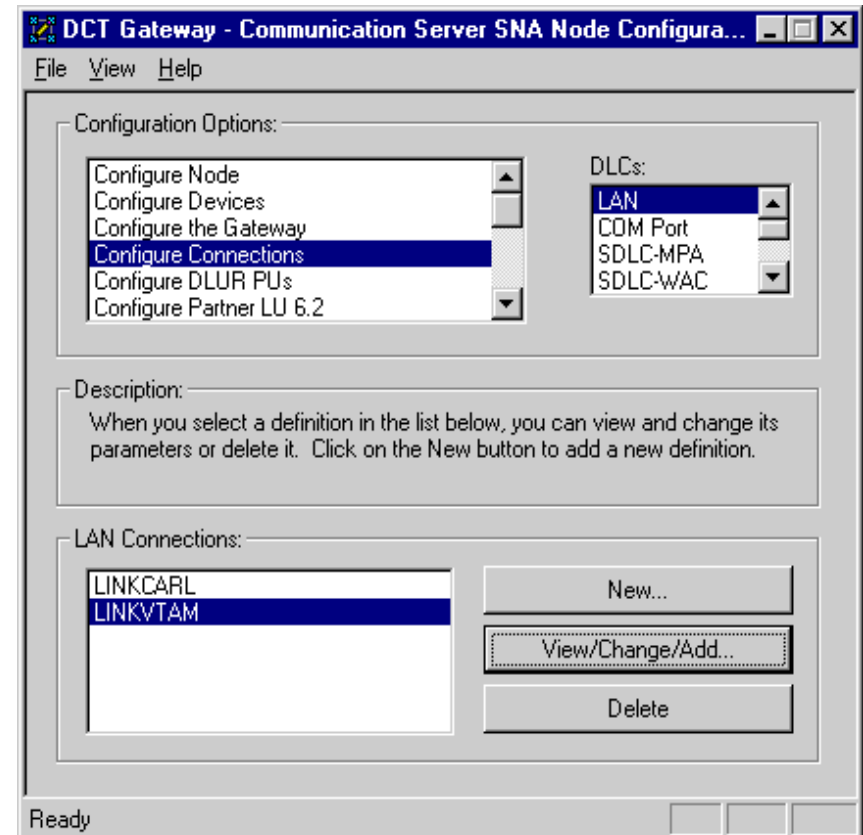 DCT Gateway - Communication Server SNA Node Configura...
File View Help
Configuration Options:
Configure Node
Configure Devices
Configure the Gateway
Configure Connections
Configure DLUR PUs
Configure Partner LU 6.2
DLCs:
LAN
COM Port
SDLC-MPA
SDLC-WAC
Description:
When you select a definition in the list below, you can view and change its
parameters or delete it. Click on the New button to add a new definition.
LAN Connections:
LINKCARL
LINKVTAM
New...
View/Change/Add...
Delete
Ready